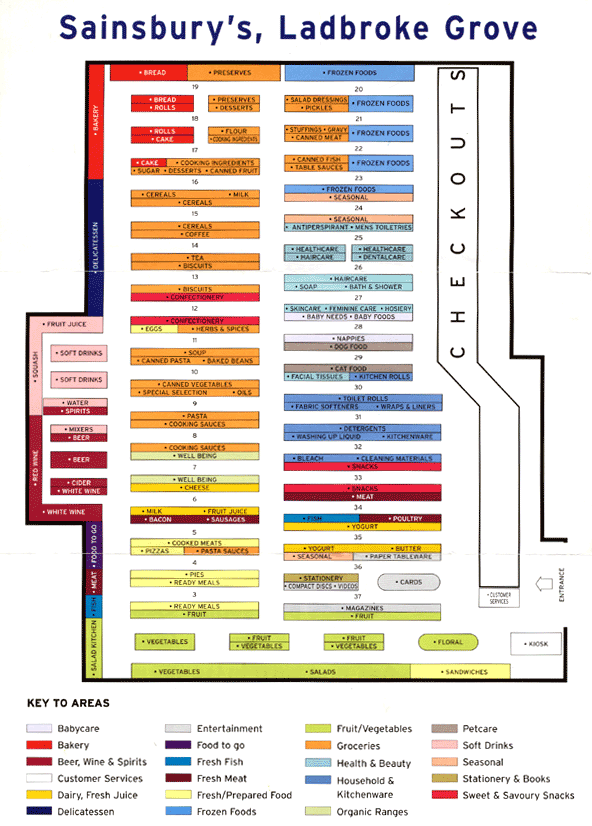 Sainsbury's, Ladbroke Grove
• BREAD • PRESERVES
• FROZEN FOODS
19
20
• BREAD
• ROLLS
• PRESERVES
• DESSERTS
• SALAD DRESSINGS
• PICKLES
• FROZEN FOODS
18
21
• ROLLS
• CAKE
• FLOUR
• COOKING INGREDIENTS
• STUFFINGS • GRAVY
• CANNED MEAT
• FROZEN FOODS
17
22
• CAKE • COOKING INGREDIENTS
• SUGAR • DESSERTS • CANNED FRUIT
• CANNED FISH
• TABLE SAUCES
• FROZEN FOODS
16
23
• CEREALS • MILK
• CEREALS
• FROZEN FOODS
• SEASONAL
15
24
• CEREALS
• COFFEE
• SEASONAL
• ANTIPERSPIRANT • MENS TOILETRIES
14
25
• TEA
• BISCUITS
• HEALTHCARE
• HAIRCARE
• HEALTHCARE
• DENTALCARE
13
26
• BISCUITS
• CONFECTIONERY
• HAIRCARE
• SOAP • BATH & SHOWER
12
27
• CONFECTIONERY
• EGGS • HERBS & SPICES
• SKINCARE • FEMININE CARE • HOSIERY
• BABY NEEDS • BABY FOODS
11
28
• SOUP
• CANNED PASTA • BAKED BEANS
• NAPPIES
• DOG FOOD
10
29
• CANNED VEGETABLES
• SPECIAL SELECTION • OILS
• CAT FOOD
• FACIAL TISSUES • KITCHEN ROLLS
9
30
• PASTA
• COOKING SAUCES
• TOILET ROLLS
• FABRIC SOFTENERS • WRAPS & LINERS
8
31
• COOKING SAUCES
• WELL BEING
• DETERGENTS
• WASHING UP LIQUID • KITCHENWARE
7
32
• WELL BEING
• CHEESE
• BLEACH • CLEANING MATERIALS
• SNACKS
6
33
• MILK • FRUIT JUICE
• BACON • SAUSAGES
• SNACKS
• MEAT
5
34
• COOKED MEATS
• PIZZAS • PASTA SAUCES
• FISH • POULTRY
• YOGURT
4
35
• PIES
• READY MEALS
• YOGURT • BUTTER
• SEASONAL • PAPER TABLEWARE
3
36
• READY MEALS
• FRUIT
• STATIONERY
• COMPACT DISCS • VIDEOS
• CARDS
37
• MAGAZINES
• FRUIT
• VEGETABLES
• FRUIT
• VEGETABLES
• FRUIT
• VEGETABLES
• FLORAL
• KIOSK
• VEGETABLES • SALADS • SANDWICHES
• BAKERY
• DELICATESSEN
• FRUIT JUICE
• SQUASH
• SOFT DRINKS
• SOFT DRINKS
• WATER
• SPIRITS
• MIXERS
• BEER
• BEER
• RED WINE
• CIDER
• WHITE WINE
• WHITE WINE
• FOOD TO GO
• MEAT
• FISH
• SALAD KITCHEN
CHECKOUTS
• CUSTOMER
SERVICES
ENTRANCE
KEY TO AREAS
Babycare
Bakery
Beer, Wine & Spirits
Customer Services
Dairy, Fresh Juice
Delicatessen
Entertainment
Food to go
Fresh Fish
Fresh Meat
Fresh/Prepared Food
Frozen Foods
Fruit/Vegetables
Groceries
Health & Beauty
Household &
Kitchenware
Organic Ranges
Petcare
Soft Drinks
Seasonal
Stationery & Books
Sweet & Savoury Snacks